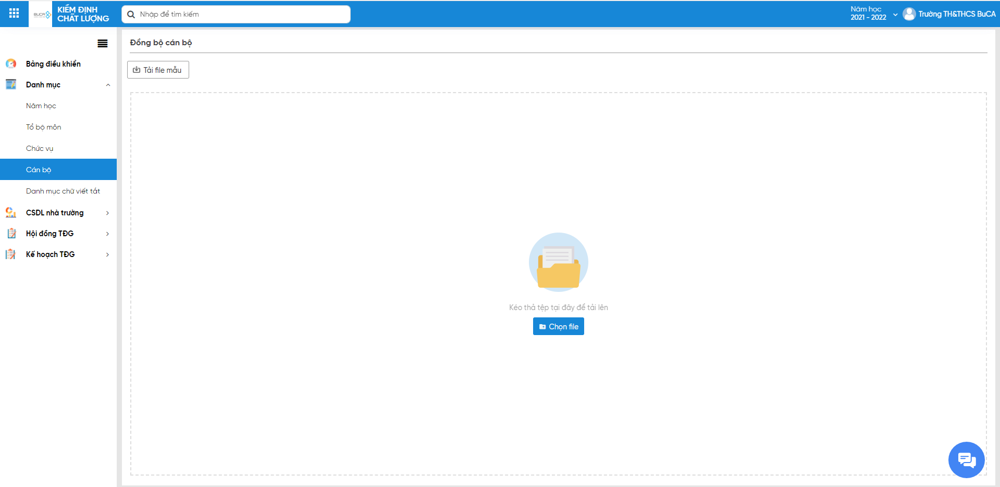 BUCA
KIỂM ĐỊNH
CHẤT LƯỢNG
Nhập để tìm kiếm
Năm học
2021 - 2022
Trường TH&THCS BuCA
Bảng điều khiển
Danh mục
Năm học
Tổ bộ môn
Chức vụ
Cán bộ
Danh mục chữ viết tắt
CSDL nhà trường
Hội đồng TĐG
Kế hoạch TĐG
Đồng bộ cán bộ
Tải file mẫu
Kéo thả tệp tại đây để tải lên
Chọn file